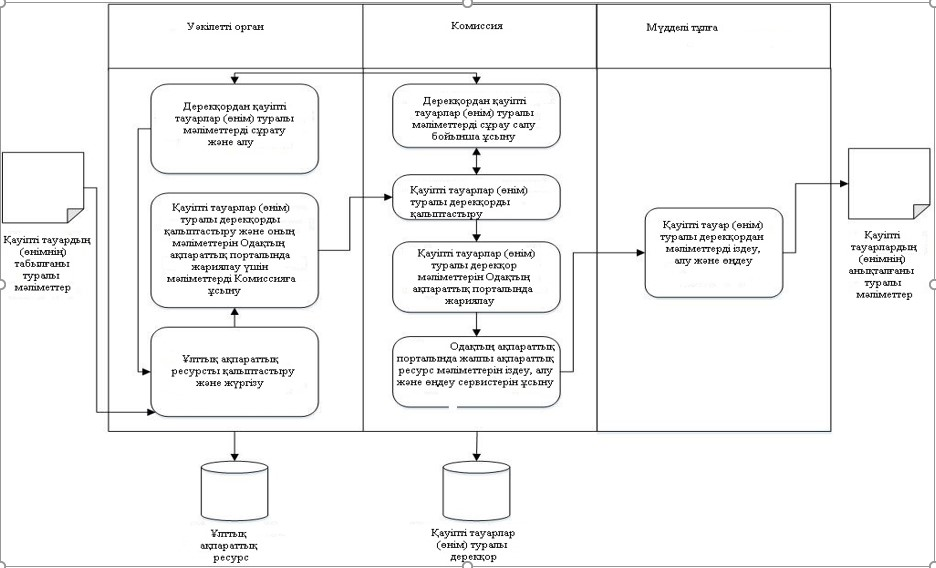 Уәкілетті орган
Комиссия
Мүдделі тұлға
Дерекқордан қауіпті
тауарлар (өнім) туралы
мәліметтерді сұрату
және алу
Дерекқордан қауіпті
тауарлар (өнім) туралы
мәліметтерді сұрау салу
бойынша ұсыну
Қауіпті тауарлар (өнім)
туралы дерекқорды
қалыптастыру және оның
мәліметтерін Одақтың
ақпараттық порталында
жариялау үшін
мәліметтерді Комиссияға
ұсыну
Қауіпті тауарлар (өнім)
туралы дерекқорды
қалыптастыру
Қауіпті тауарлар (өнім)
туралы дерекқор
мәліметтерін Одақтың
ақпараттық порталында
жариялау
Қауіпті тауар (өнім)
туралы дерекқордан
мәліметтерді іздеу,
алу және өңдеу
Ұлттық ақпараттық
ресурсты қалыптастыру
және жүргізу
Одақтың ақпараттық
порталында жалпы ақпараттық
ресурс мәліметтерін іздеу, алу
және өңдеу сервистерін ұсыну
Қауіпті тауардың
(өнімнің)
табылғаны
туралы
мәліметтер
Қауіпті
тауарлардың
(өнімнің)
анықталғаны
туралы
мәліметтер
Ұлттық
ақпараттық
ресурс
Қауіпті тауарлар
(өнім) туралы
дерекқор